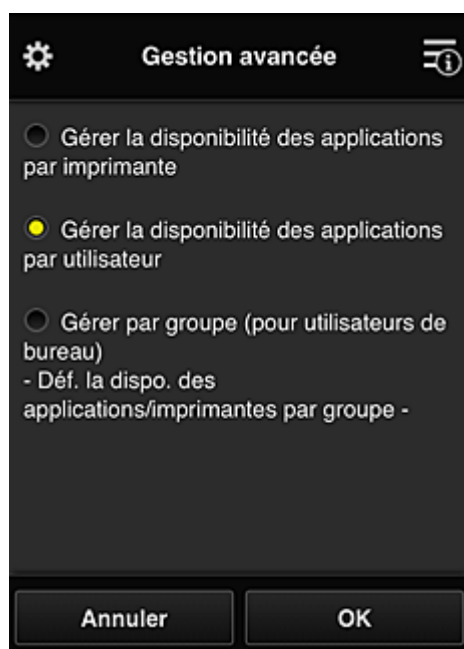 Gestion avancée
Gérer la disponibilité des applications
par imprimante
Gérer la disponibilité des applications
par utilisateur
Gérer par groupe (pour utilisateurs de
bureau)
- Déf. la dispo. des
applications/imprimantes par groupe -
Annuler
OK